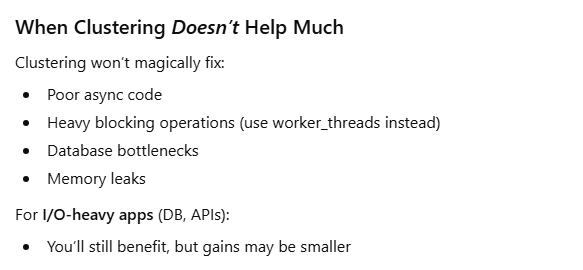 When Clustering Doesn’t Help Much
Clustering won’t magically fix:
• Poor async code
• Heavy blocking operations (use worker_threads instead)
• Database bottlenecks
• Memory leaks
For I/O-heavy apps (DB, APIs):
• You’ll still benefit, but gains may be smaller